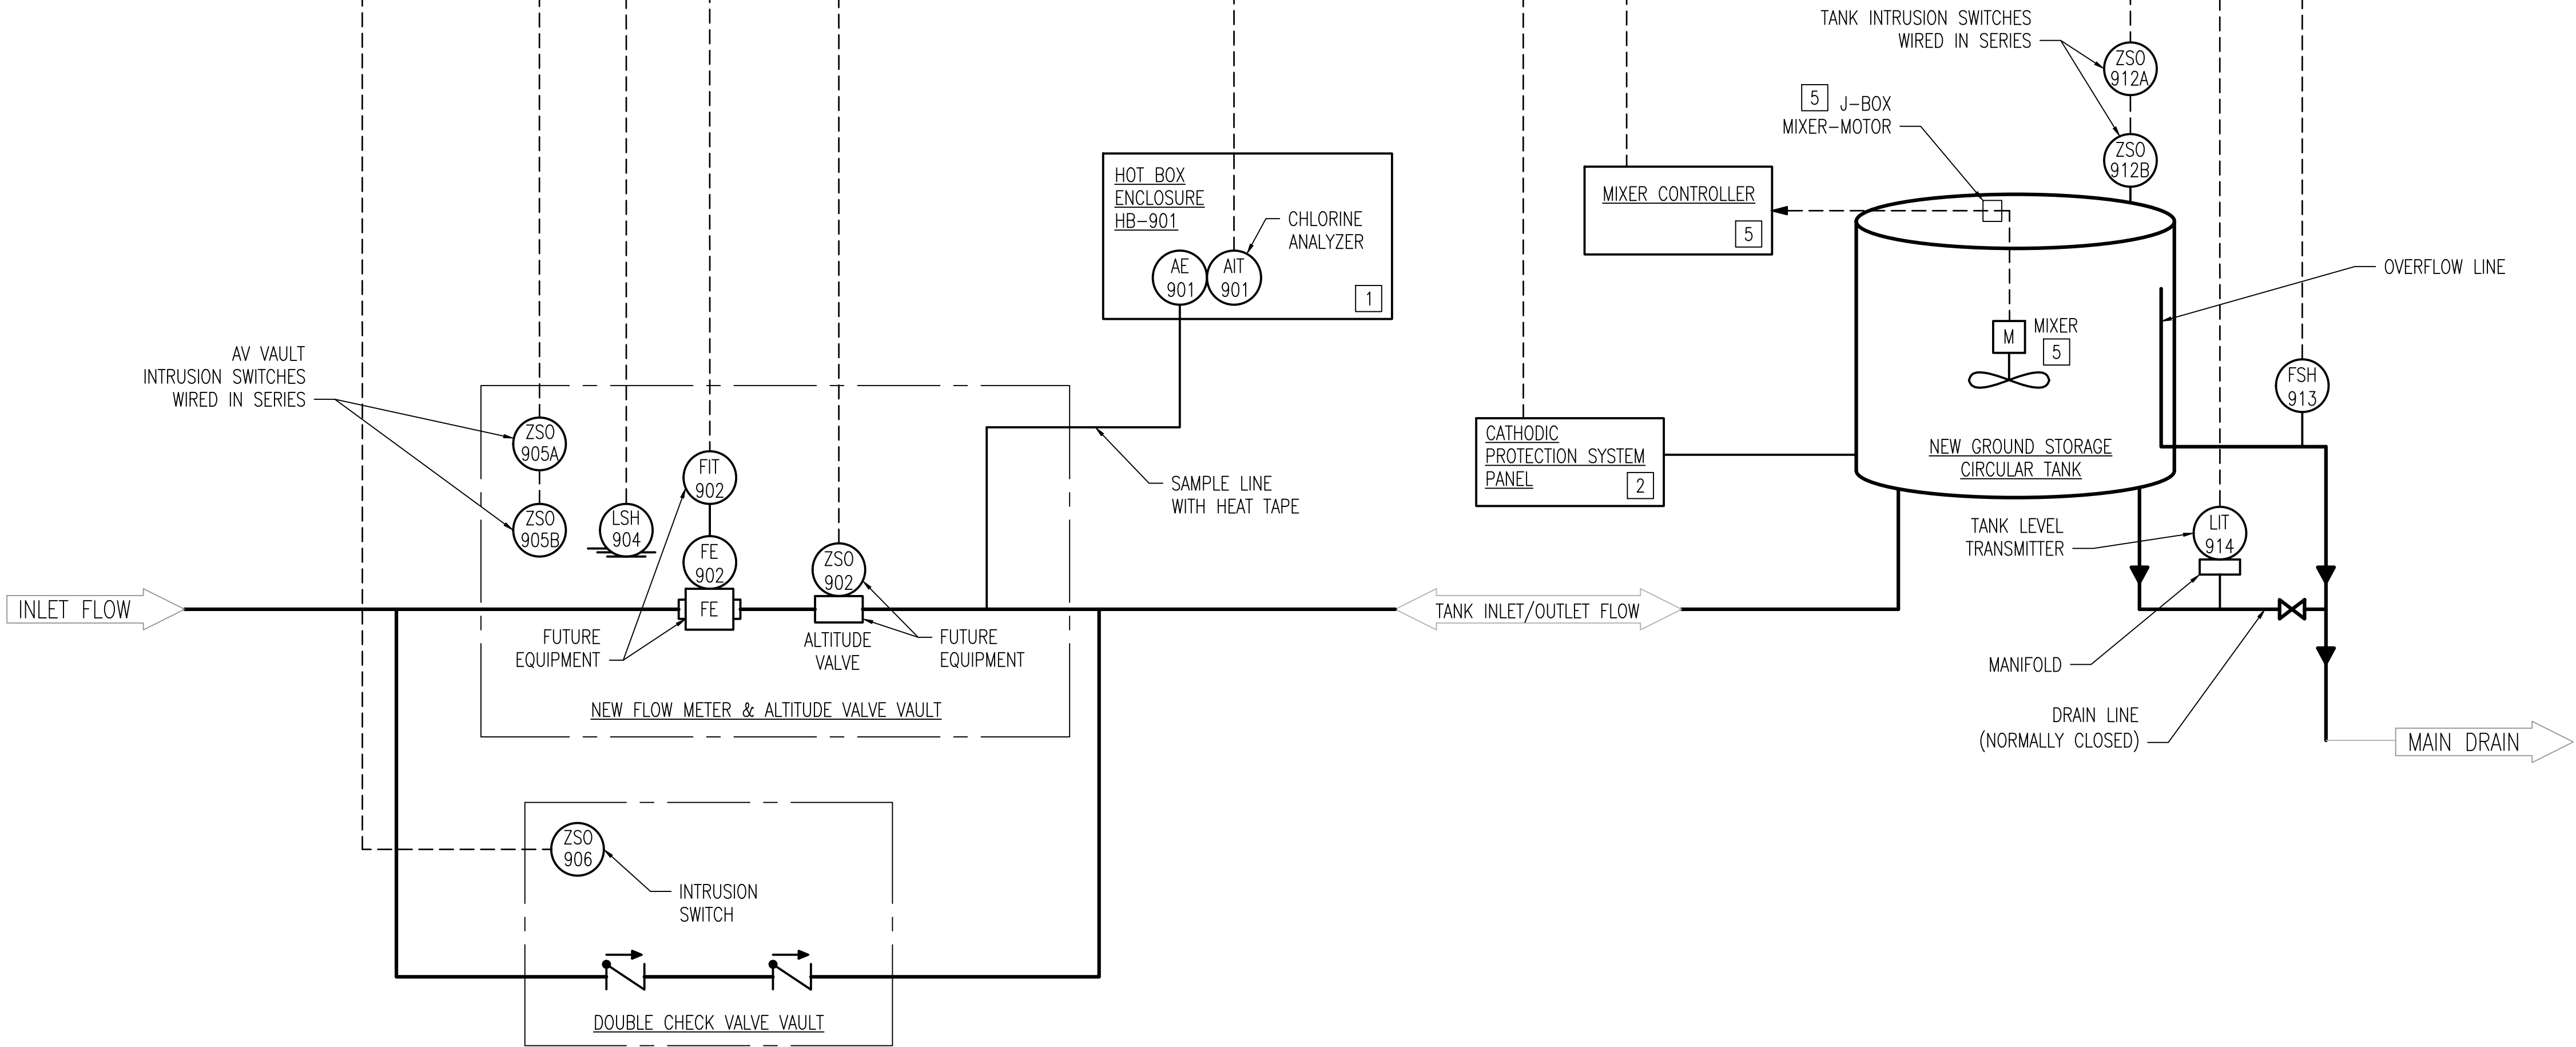 TANK INTRUSION SWITCHES
WIRED IN SERIES
ZSO
912A
ZSO
912B
5
J-BOX
MIXER-MOTOR
HOT BOX
ENCLOSURE
HB-901
CHLORINE
ANALYZER
AE
901
AIT
901
1
MIXER CONTROLLER
5
OVERFLOW LINE
M
MIXER
5
FSH
913
AV VAULT
INTRUSION SWITCHES
WIRED IN SERIES
ZSO
905A
ZSO
905B
LSH
904
FIT
902
FE
902
FE
ZSO
902
SAMPLE LINE
WITH HEAT TAPE
CATHODIC
PROTECTION SYSTEM
PANEL
2
NEW GROUND STORAGE
CIRCULAR TANK
TANK LEVEL
TRANSMITTER
LIT
914
INLET FLOW
FUTURE
EQUIPMENT
ALTITUDE
VALVE
FUTURE
EQUIPMENT
TANK INLET/OUTLET FLOW
MANIFOLD
NEW FLOW METER & ALTITUDE VALVE VAULT
DRAIN LINE
(NORMALLY CLOSED)
MAIN DRAIN
ZSO
906
INTRUSION
SWITCH
DOUBLE CHECK VALVE VAULT